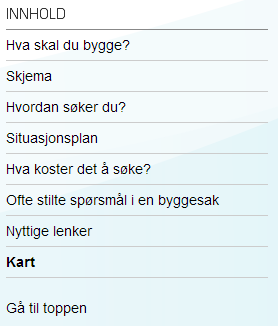 INNHOLD
Hva skal du bygge?
Skjema
Hvordan søker du?
Situasjonsplan
Hva koster det å søke?
Ofte stilte spørsmål i en byggesak
Nyttige lenker
Kart
Gå til toppen